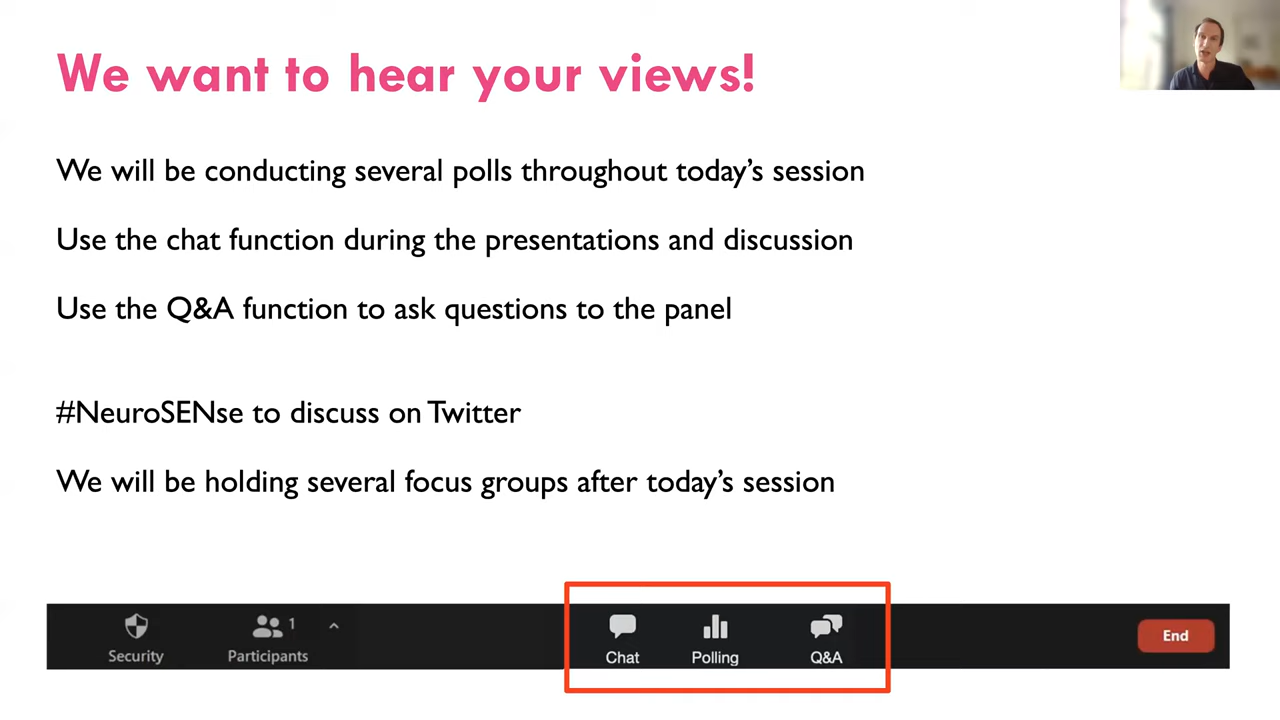 We want to hear your views!
We will be conducting several polls throughout today’s session
Use the chat function during the presentations and discussion
Use the Q&A function to ask questions to the panel
#NeuroSENse to discuss on Twitter
We will be holding several focus groups after today’s session
1
Security
Participants
Chat
Polling
Q&A
End